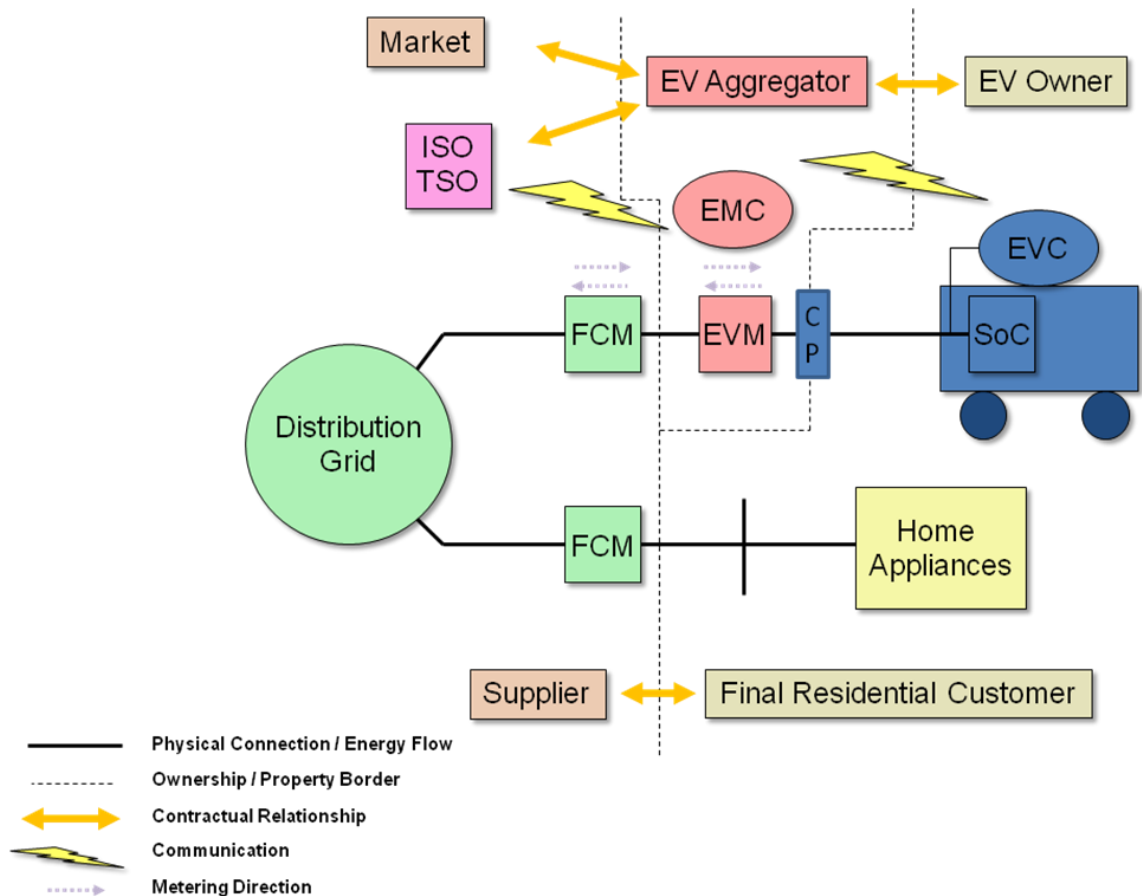 Market
EV Aggregator
EV Owner
ISO
TSO
EMC
EVC
FCM
EVM
C
P
SoC
Distribution
Grid
FCM
Home
Appliances
Supplier
Final Residential Customer
Physical Connection / Energy Flow
Ownership / Property Border
Contractual Relationship
Communication
Metering Direction